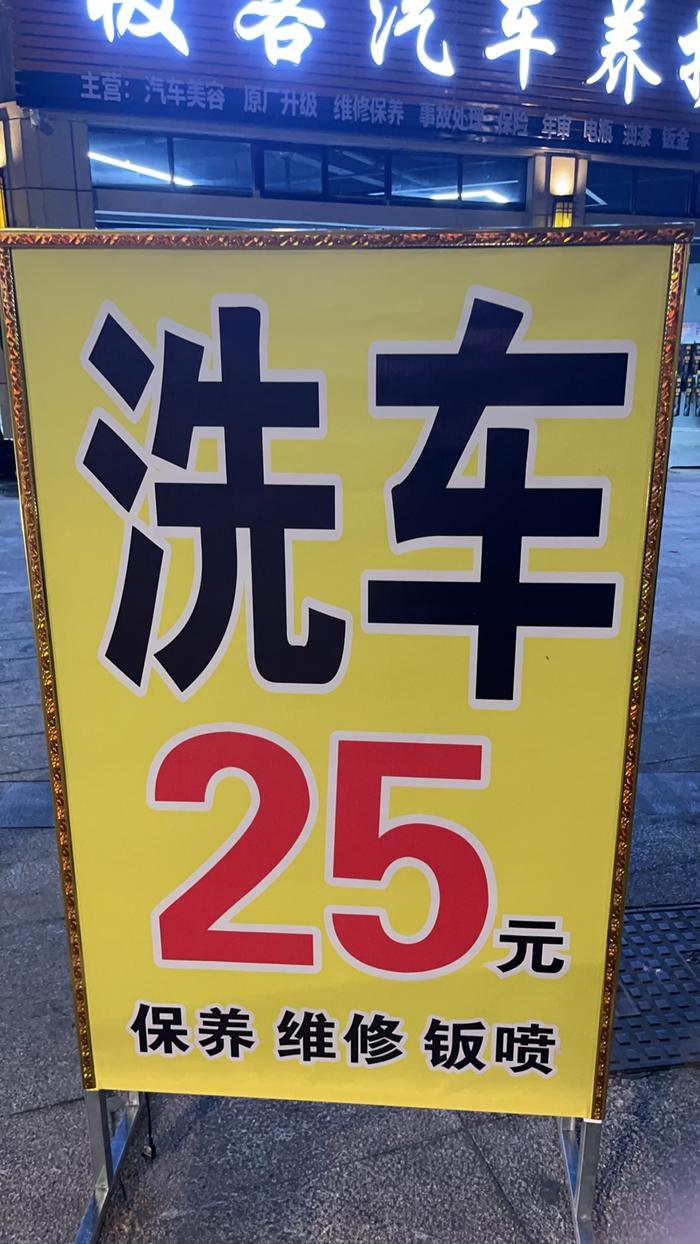 客汽车养
主营: 汽车美容 原厂升级 维修保养 事故处理 保险 年审 电瓶 油漆 钣金
洗车
25元
保养 维修 钣喷